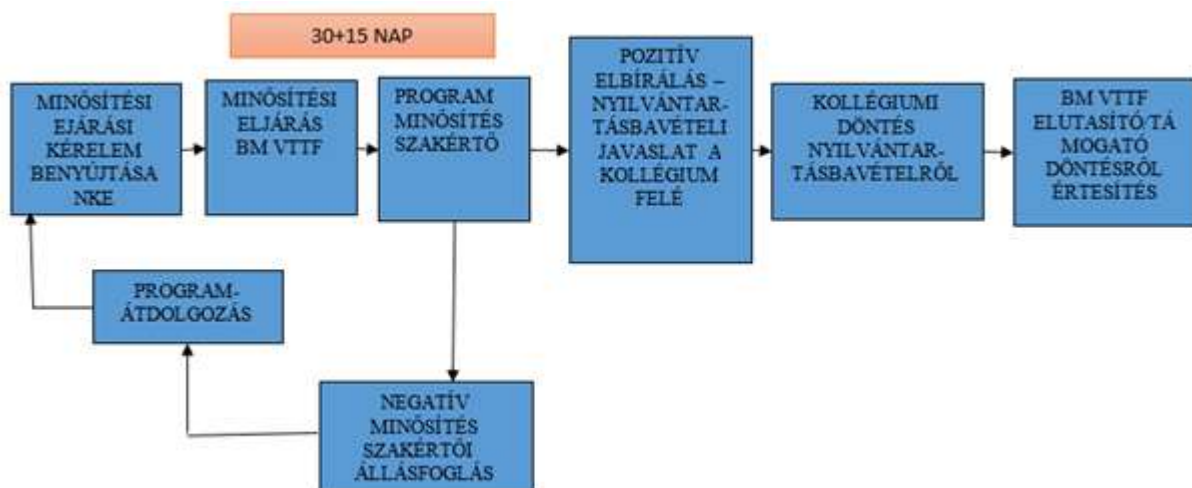 30+15 NAP
MINŐSÍTÉSI
EJÁRÁSI
KÉRELEM
BENYÚJTÁSA
NKE
MINŐSÍTÉSI
ELJÁRÁS
BM VTTF
PROGRAM
MINŐSÍTÉS
SZAKÉRTŐ
POZITÍV
ELBÍRÁLÁS –
NYILVÁNTAR-
TÁSBAVÉTELI
JAVASLAT A
KOLLÉGIUM
FELÉ
KOLLÉGIUMI
DÖNTÉS
NYILVÁNTAR-
TÁSBAVÉTELRŐL
BM VTTF
ELUTASÍTÓ/TÁ
MOGATÓ
DÖNTÉSRŐL
ÉRTESÍTÉS
PROGRAM-
ÁTDOLGOZÁS
NEGATÍV
MINŐSÍTÉS
SZAKÉRTŐI
ÁLLÁSFOGLÁS